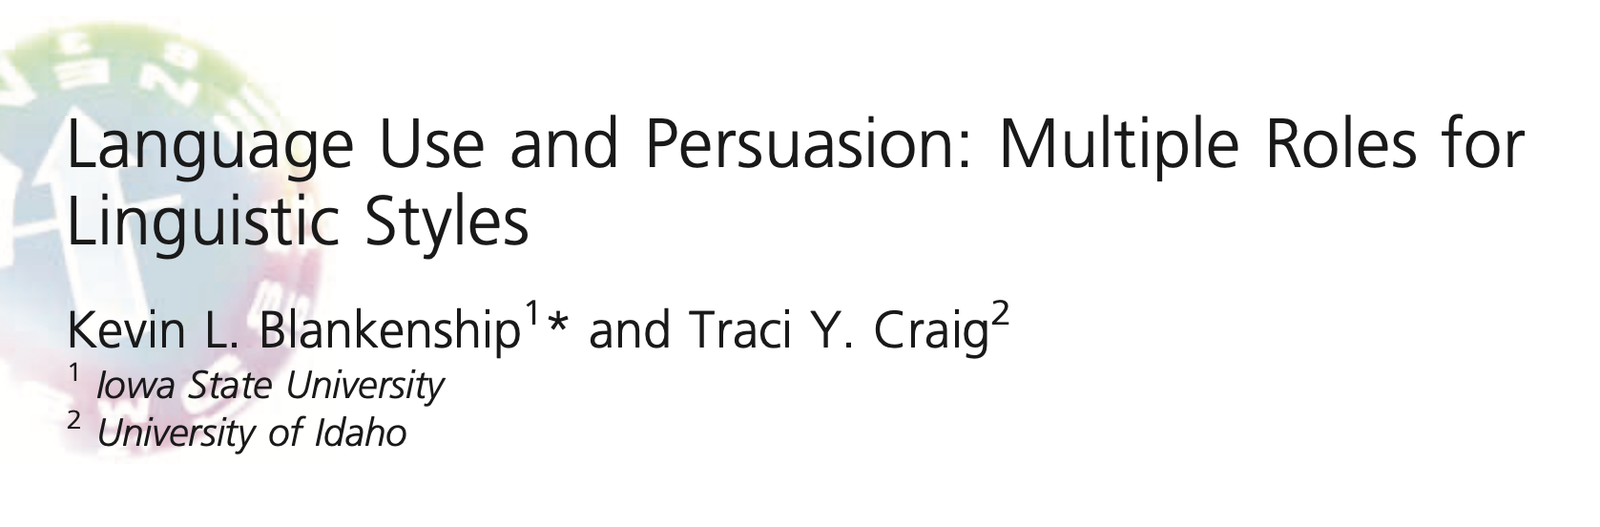 Language Use and Persuasion: Multiple Roles for
Linguistic Styles
Kevin L. Blankenship1* and Traci Y. Craig2
1 Iowa State University
2 University of Idaho